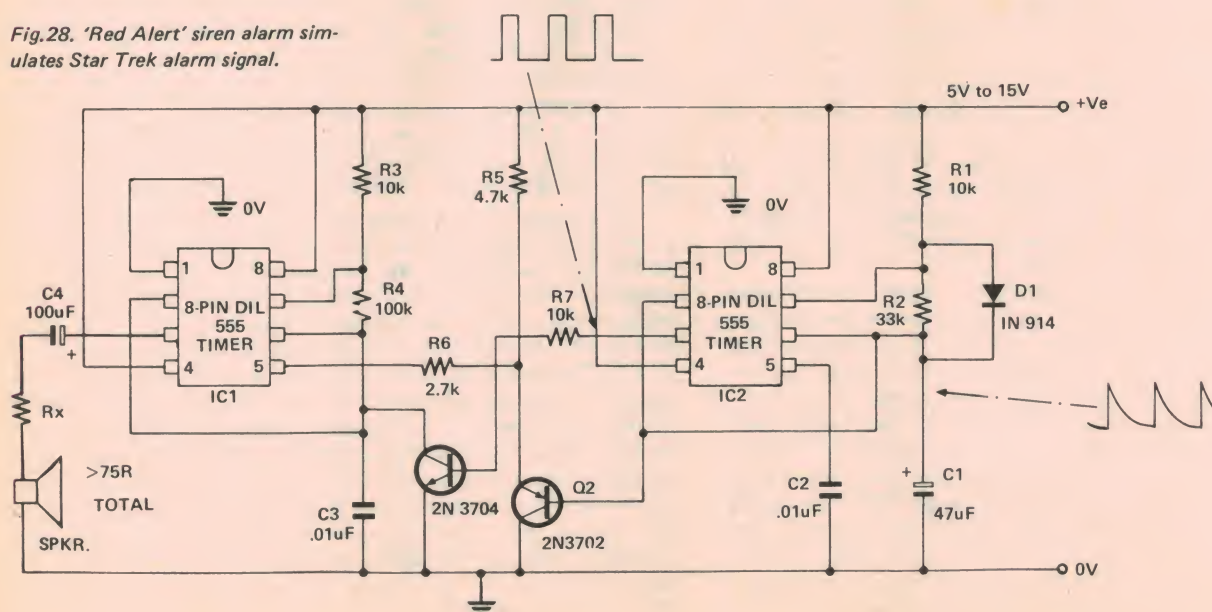 Fig.28. 'Red Alert' siren alarm sim-
ulates Star Trek alarm signal.
5V to 15V
+Ve
R3
10k
R5
4.7k
R1
10k
0V
0V
1
8
1
8
C4
100uF
+
8-PIN DIL
555
TIMER
4
5
IC1
R4
100k
R6
2.7k
R7
10k
8-PIN DIL
555
TIMER
4
5
IC2
R2
33k
D1
IN 914
Rx
>75R
TOTAL
SPKR.
C3
.01uF
2N 3704
Q2
2N3702
C2
.01uF
+
C1
47uF
0V